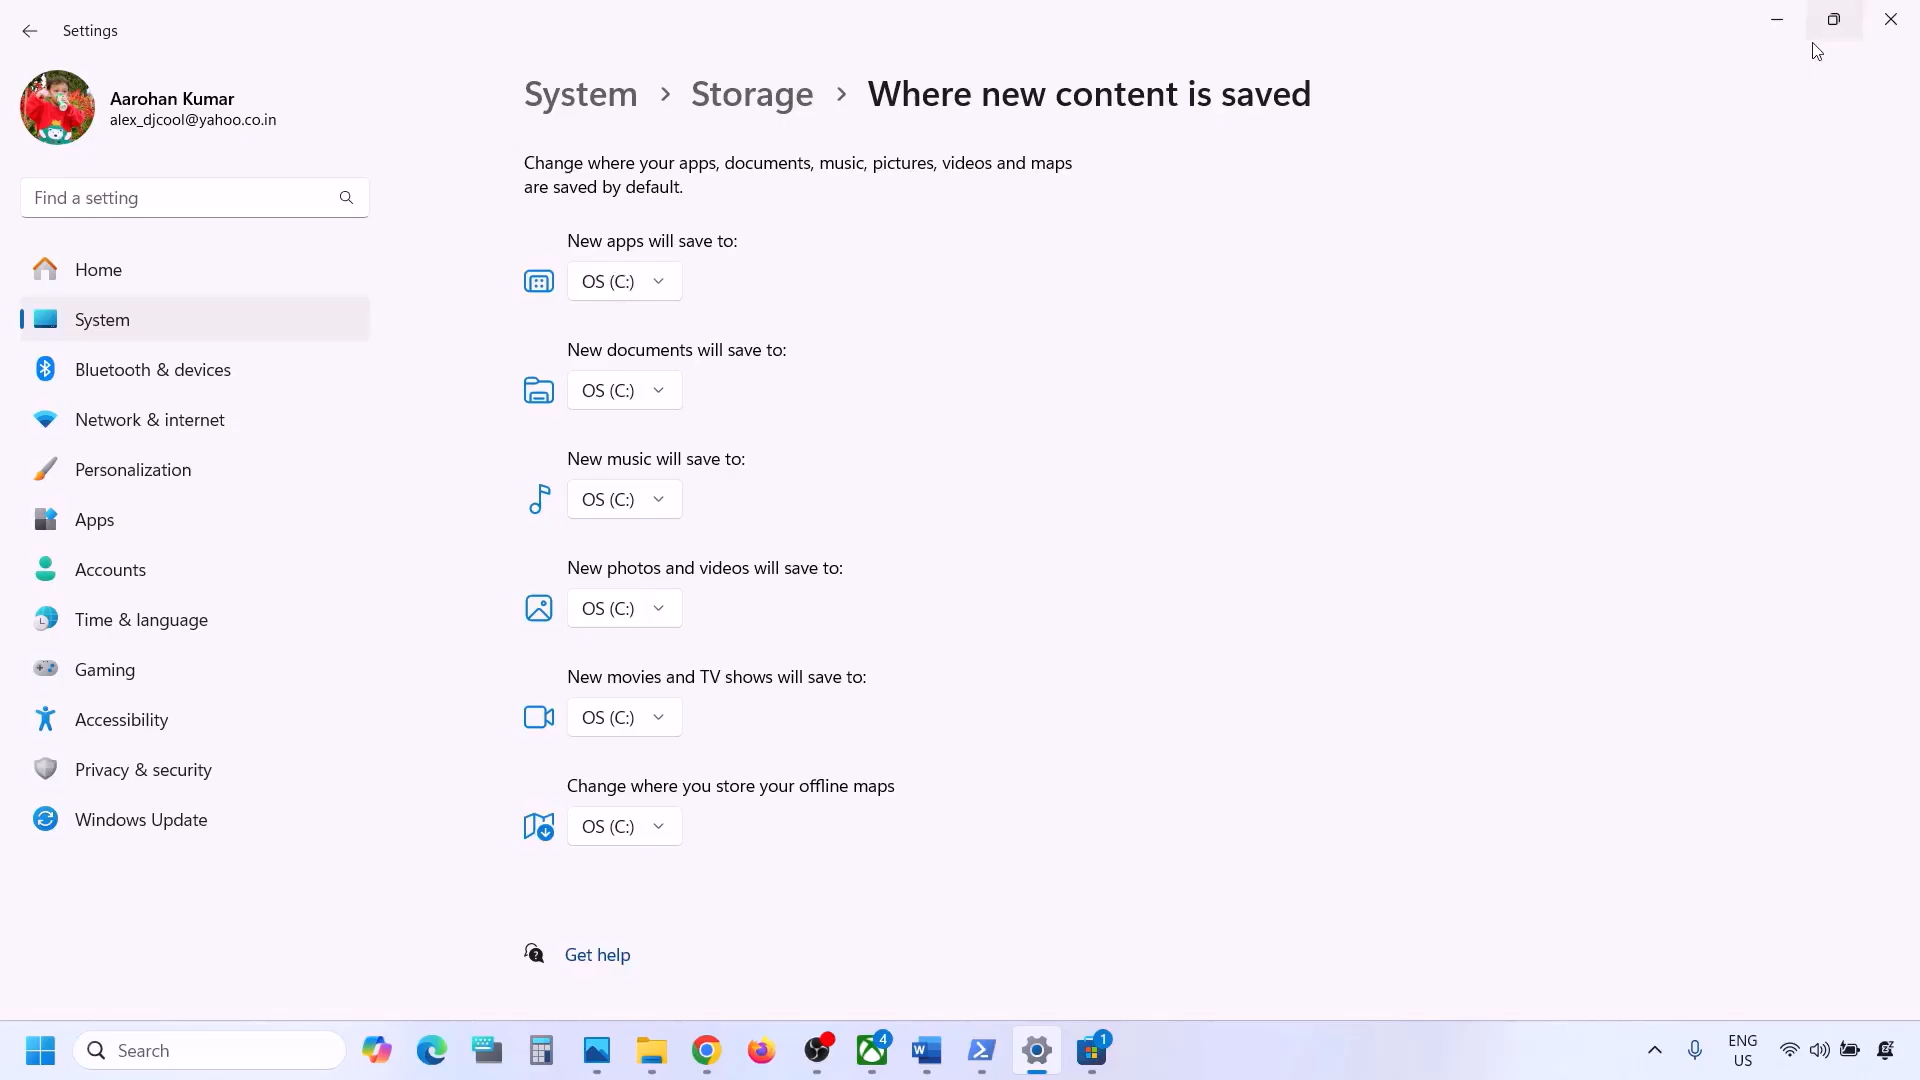 Settings
Aarohan Kumar
alex_djcool@yahoo.co.in
Find a setting
Home
System
Bluetooth & devices
Network & internet
Personalization
Apps
Accounts
Time & language
Gaming
Accessibility
Privacy & security
Windows Update
System > Storage > Where new content is saved
Change where your apps, documents, music, pictures, videos and maps
are saved by default.
New apps will save to:
OS (C:)
New documents will save to:
OS (C:)
New music will save to:
OS (C:)
New photos and videos will save to:
OS (C:)
New movies and TV shows will save to:
OS (C:)
Change where you store your offline maps
OS (C:)
Get help
Search
4
1
ENG
US